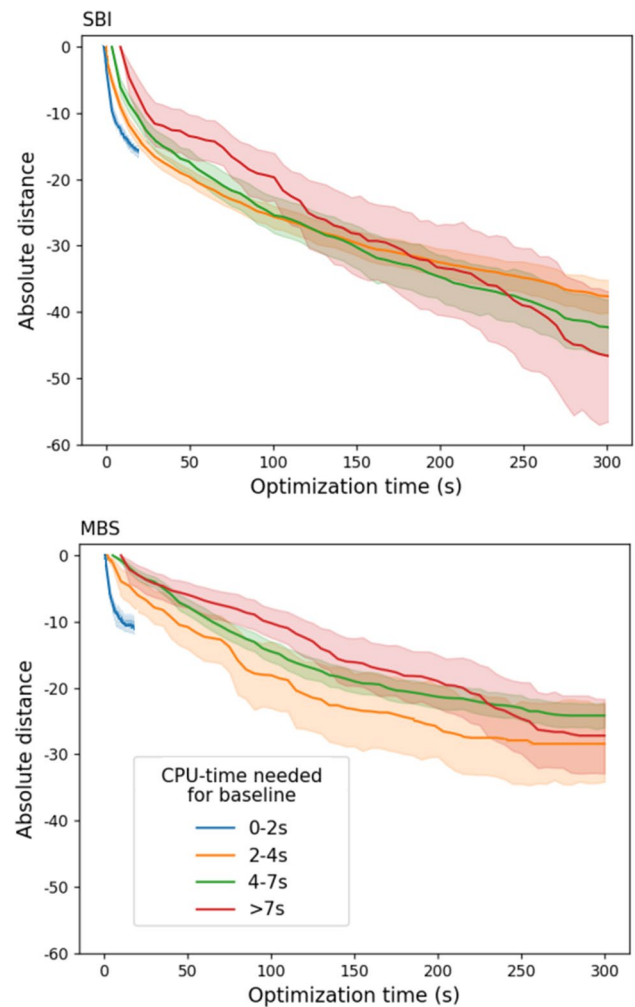 SBI
0
-10
-20
-30
-40
-50
-60
Absolute distance
0 50 100 150 200 250 300
Optimization time (s)
MBS
0
-10
-20
-30
-40
-50
-60
Absolute distance
CPU-time needed
for baseline
0-2s
2-4s
4-7s
>7s
0 50 100 150 200 250 300
Optimization time (s)